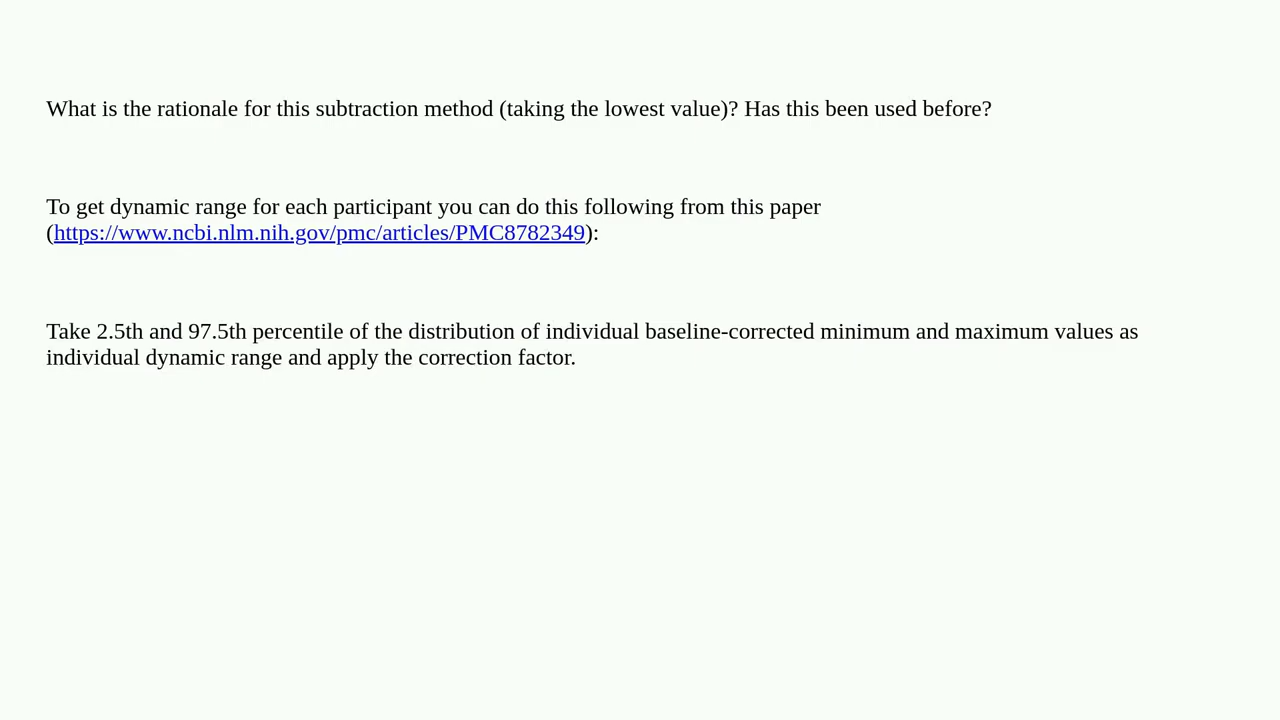 What is the rationale for this subtraction method (taking the lowest value)? Has this been used before?
To get dynamic range for each participant you can do this following from this paper
(https://www.ncbi.nlm.nih.gov/pmc/articles/PMC8782349):
Take 2.5th and 97.5th percentile of the distribution of individual baseline-corrected minimum and maximum values as
individual dynamic range and apply the correction factor.